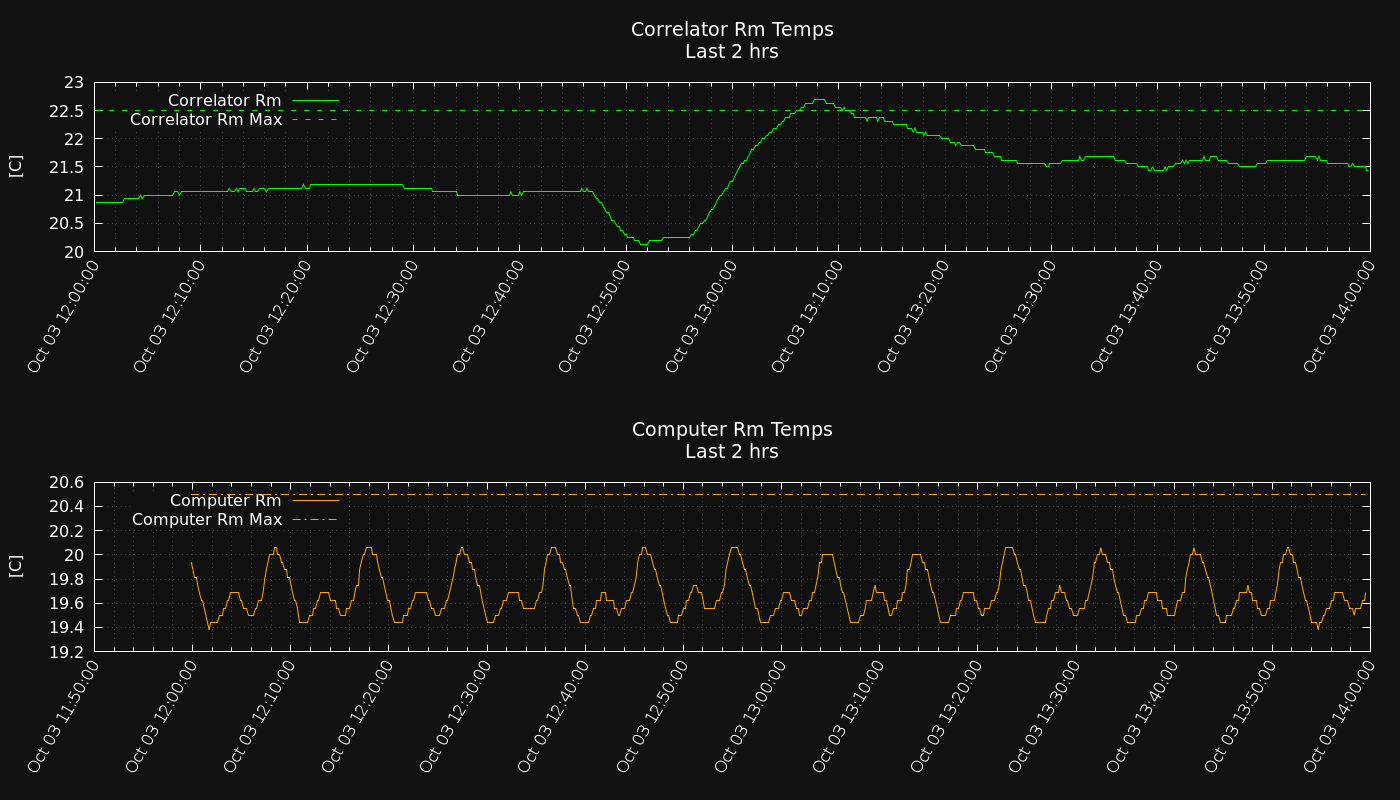 Correlator Rm Temps
Last 2 hrs
23
22.5
22
21.5
21
20.5
20
[C]
Correlator Rm
Correlator Rm Max
Oct 03 12:00:00
Oct 03 12:10:00
Oct 03 12:20:00
Oct 03 12:30:00
Oct 03 12:40:00
Oct 03 12:50:00
Oct 03 13:00:00
Oct 03 13:10:00
Oct 03 13:20:00
Oct 03 13:30:00
Oct 03 13:40:00
Oct 03 13:50:00
Oct 03 14:00:00
Computer Rm Temps
Last 2 hrs
20.6
20.4
20.2
20
19.8
19.6
19.4
19.2
[C]
Computer Rm
Computer Rm Max
Oct 03 11:50:00
Oct 03 12:00:00
Oct 03 12:10:00
Oct 03 12:20:00
Oct 03 12:30:00
Oct 03 12:40:00
Oct 03 12:50:00
Oct 03 13:00:00
Oct 03 13:10:00
Oct 03 13:20:00
Oct 03 13:30:00
Oct 03 13:40:00
Oct 03 13:50:00
Oct 03 14:00:00